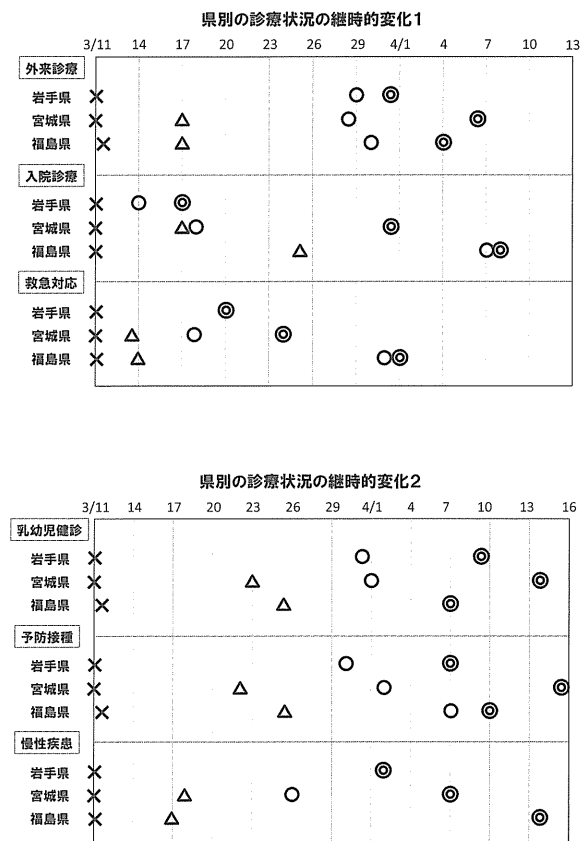 県別の診療状況の継時的変化1
3/11 14 17 20 23 26 29 4/1 4 7 10 13
外来診療
岩手県
宮城県
福島県
入院診療
岩手県
宮城県
福島県
救急対応
岩手県
宮城県
福島県
県別の診療状況の継時的変化2
3/11 14 17 20 23 26 29 4/1 4 7 10 13 16
乳幼児健診
岩手県
宮城県
福島県
予防接種
岩手県
宮城県
福島県
慢性疾患
岩手県
宮城県
福島県